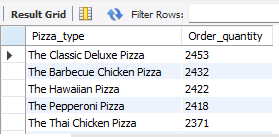 Result Grid Filter Rows:
Pizza_type Order_quantity
The Classic Deluxe Pizza 2453
The Barbecue Chicken Pizza 2432
The Hawaiian Pizza 2422
The Pepperoni Pizza 2418
The Thai Chicken Pizza 2371